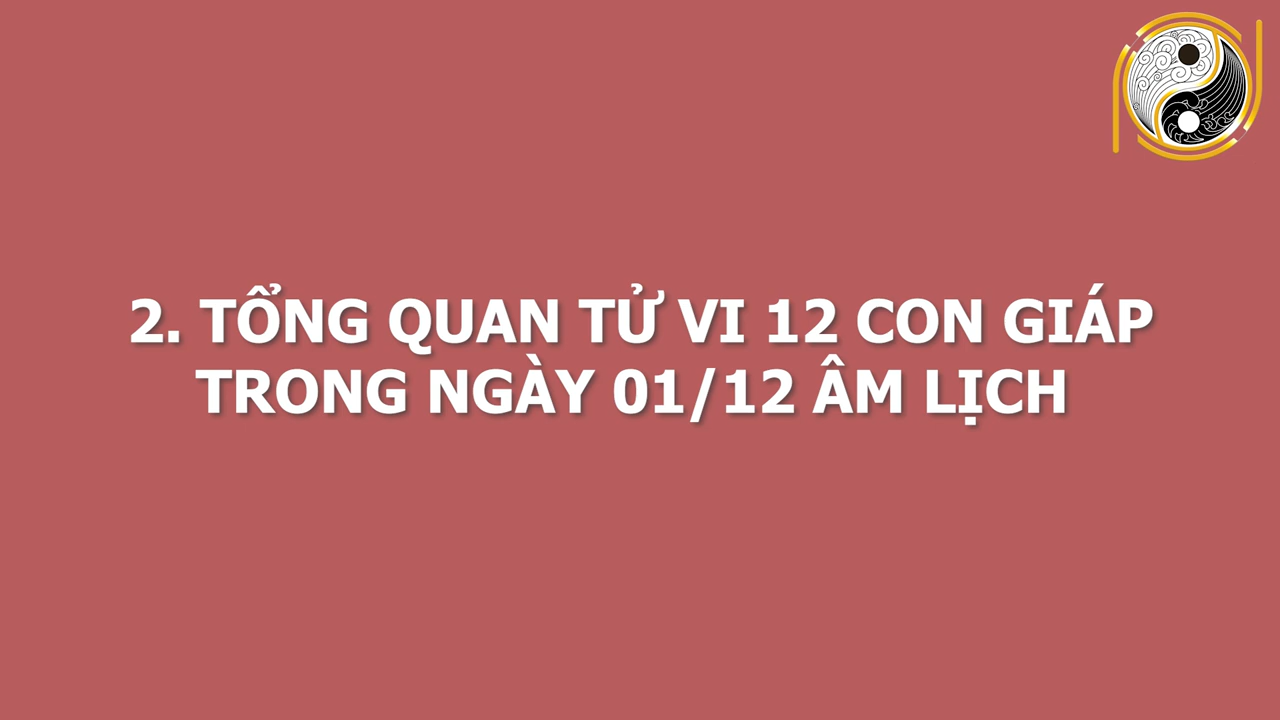 2. TỔNG QUAN TỬ VI 12 CON GIÁP
TRONG NGÀY 01/12 ÂM LỊCH